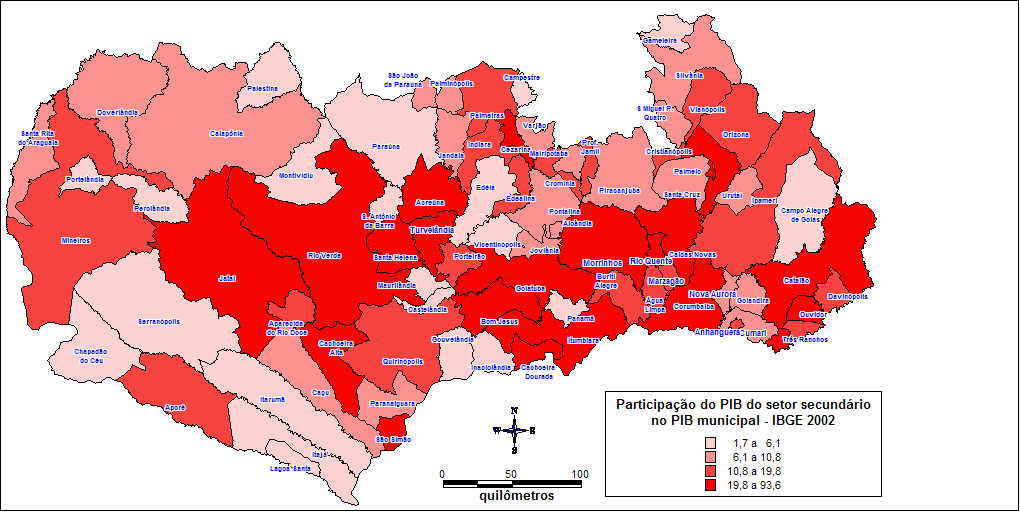 Gameleira
Silvânia
São João
da Paraúna
Palminópolis
Campestre
Palestina
Doverlândia
Vianópolis
S Miguel P.
Quatro
Palmeiras
Varjão
Orizona
Santa Rita
do Araguaia
Caiapônia
Paraúna
Indiara
Cezarina
Prof.
Jamil
Jandaia
Mairipotaba
Cristianópolis
Palmelo
Portelândia
Montividiu
Edéia
Cromínia
Piracanjuba
Santa Cruz
Urutaí
Ipameri
Edealina
Acreúna
Perolândia
S. Antônio
da Barra
Pontalina
Aloândia
Campo Alegre
de Goiás
Turvelândia
Mineiros
Vicentinópolis
Joviânia
Rio Verde
Santa Helena
Porteirão
Morrinhos
Rio Quente
Caldas Novas
Jataí
Maurilândia
Goiatuba
Buriti
Alegre
Marzagão
Catalão
Nova Aurora
Goiandira
Davinópolis
Castelândia
Água
Limpa
Corumbaíba
Ouvidor
Serranópolis
Aparecida
do Rio Doce
Bom Jesus
Panamá
Anhanguera
Cumari
Três Ranchos
Cachoeira
Alta
Gouvelândia
Itumbiara
Chapadão
do Céu
Quirinópolis
Inaciolândia
Cachoeira
Dourada
Caçu
Itarumã
Paranaiguara
Aporé
São Simão
Itajá
Lagoa Santa
N
W E
S
0 50 100
quilômetros
Participação do PIB do setor secundário
no PIB municipal - IBGE 2002
1,7 a 6,1
6,1 a 10,8
10,8 a 19,8
19,8 a 93,6